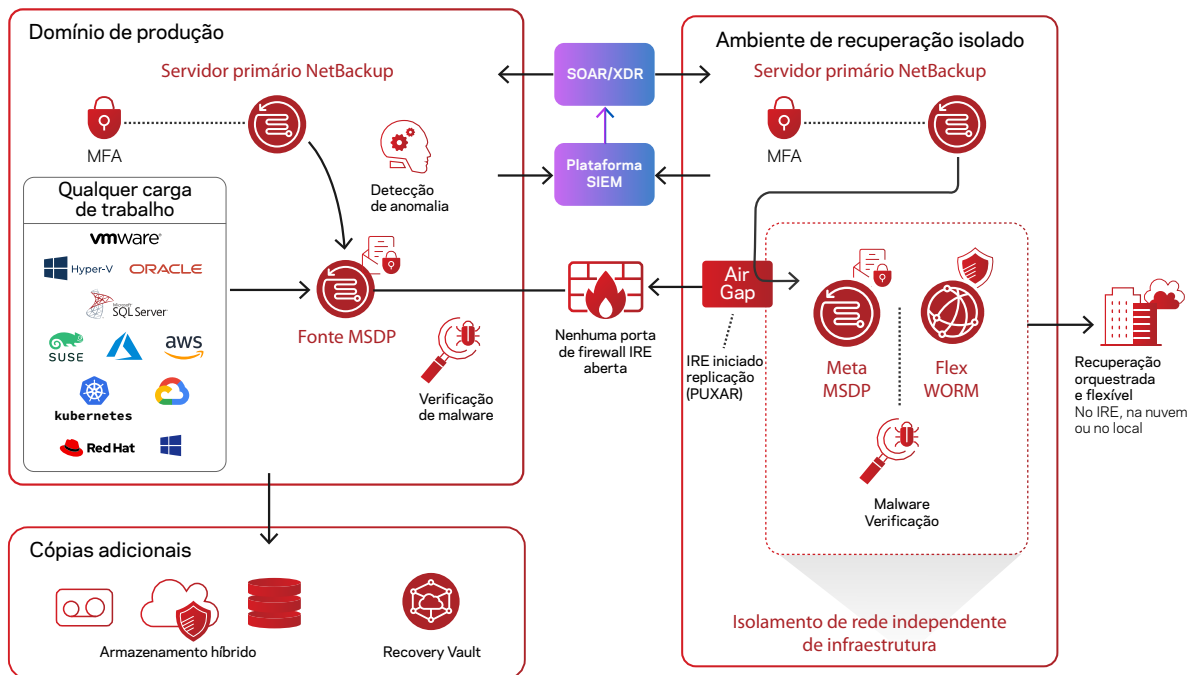 Domínio de produção
Servidor primário NetBackup
MFA
Detecção
de anomalia
Qualquer carga
de trabalho
vmware®
Hyper-V
ORACLE
Microsoft
SQL Server
SUSE
aws
kubernetes
Red Hat
Fonte MSDP
Verificação
de malware
SOAR/XDR
Plataforma
SIEM
Nenhuma porta
de firewall IRE
aberta
Ambiente de recuperação isolado
Servidor primário NetBackup
MFA
Air
Gap
IRE iniciado
replicação
(PUXAR)
Meta
MSDP
Flex
WORM
Malware
Verificação
Isolamento de rede independente
de infraestrutura
Recuperação
orquestrada
e flexível
No IRE, na nuvem
ou no local
Cópias adicionais
Armazenamento híbrido
Recovery Vault